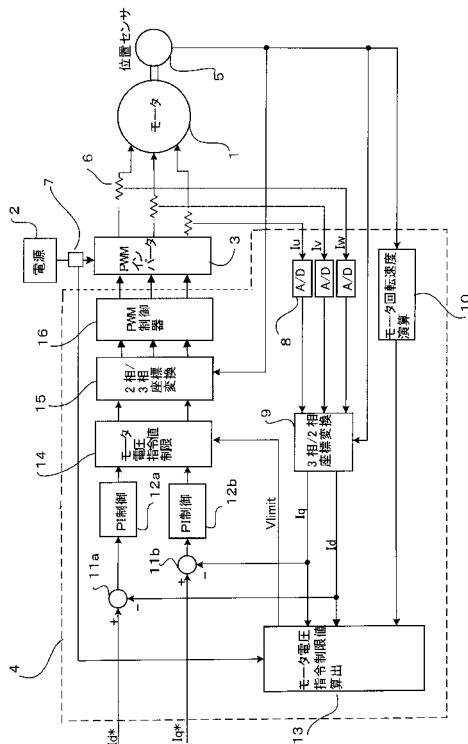 4
Id*
Iq*
+
-
11a
+
-
11b
PI制御
12a
PI制御
12b
14
モータ
電圧
指令値
制限
15
2相/
3相
座標
変換
16
PWM
制御
器
2
電源
7
PWM
イン
バータ
3
6
モータ
1
位置センサ
5
Iu
Iv
Iw
A/D
A/D
A/D
8
9
3相/2相
座標変換
Iq
Id
Vlimit
モータ回転速度
演算
10
モータ電圧
指令制限値
算出
13